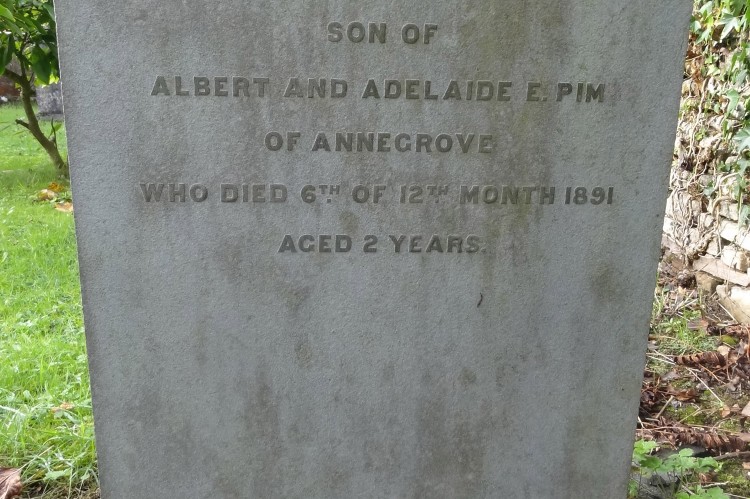 SON OF
ALBERT AND ADELAIDE E. PIM
OF ANNEGROVE
WHO DIED 6TH. OF 12TH MONTH 1891
AGED 2 YEARS.